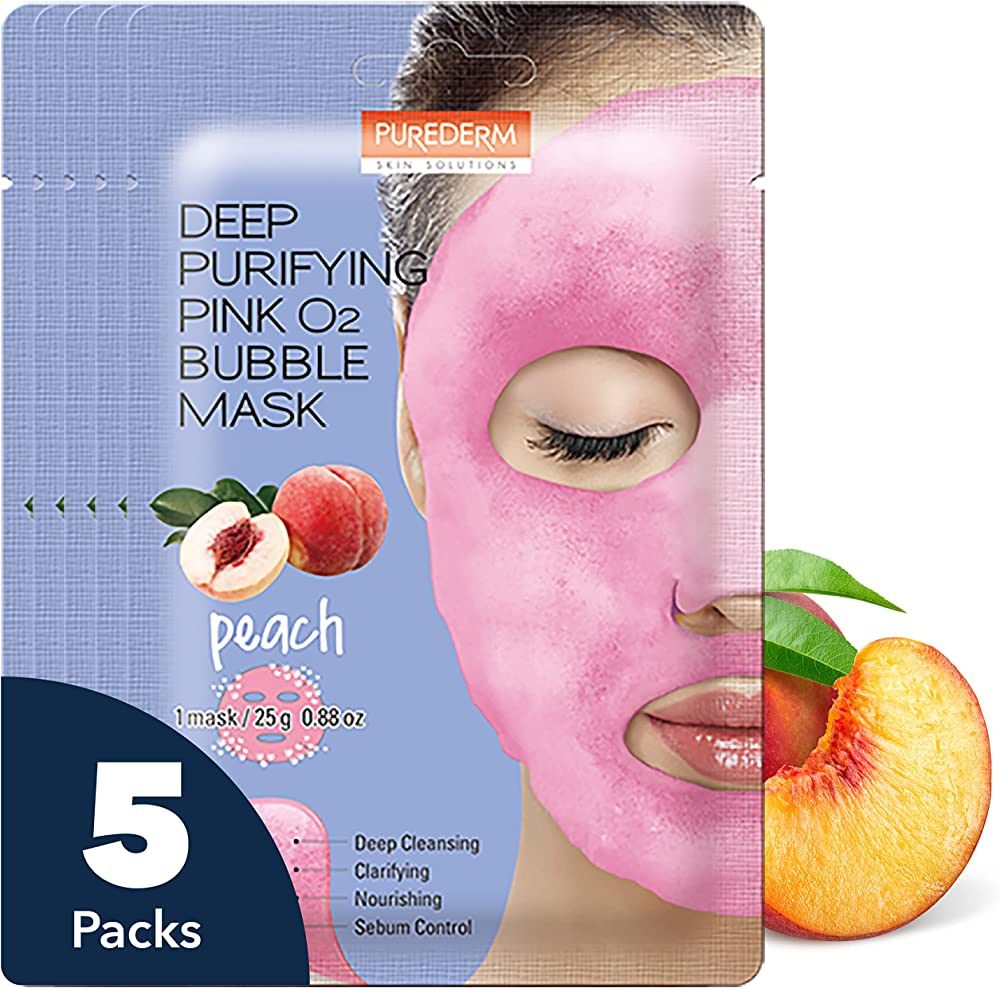 PUREDERM
SKIN SOLUTIONS
DEEP
PURIFYING
PINK O2
BUBBLE
MASK
peach
1 mask / 25 g 0.88 oz
Deep Cleansing
Clarifying
Nourishing
Sebum Control
5
Packs